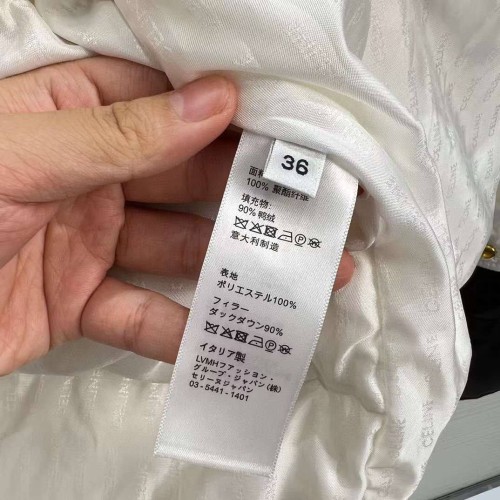 36
面料
100% 聚酯纤维
填充物:
90% 鸭绒
意大利制造
表地
ポリエステル100%
フィラー
ダックダウン90%
イタリア製
LVMHファッション・
グループ・ジャパン(株)
セリーヌジャパン
03-5441-1401
CELINE
CELINE